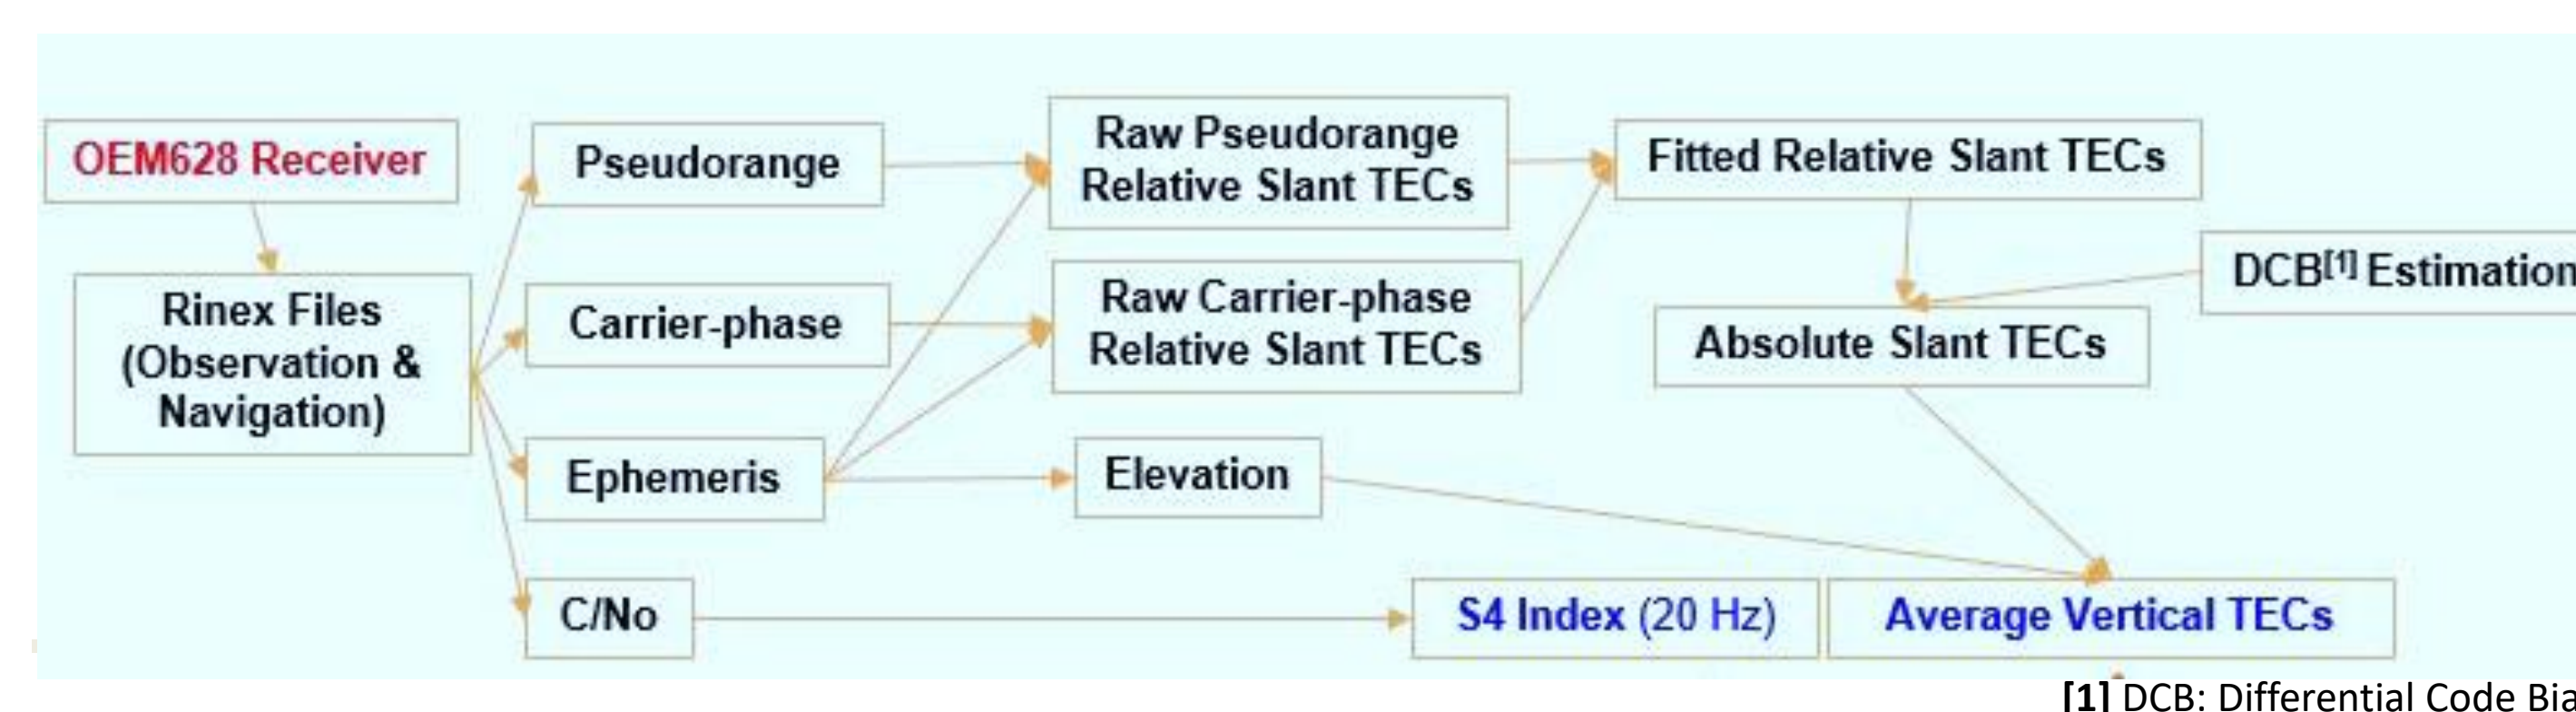 OEM628 Receiver
Rinex Files
(Observation &
Navigation)
Pseudorange
Carrier-phase
Ephemeris
C/No
Raw Pseudorange
Relative Slant TECs
Raw Carrier-phase
Relative Slant TECs
Elevation
S4 Index (20 Hz)
Fitted Relative Slant TECs
DCB[1] Estimation
Absolute Slant TECs
Average Vertical TECs
[1] DCB: Differential Code Bia